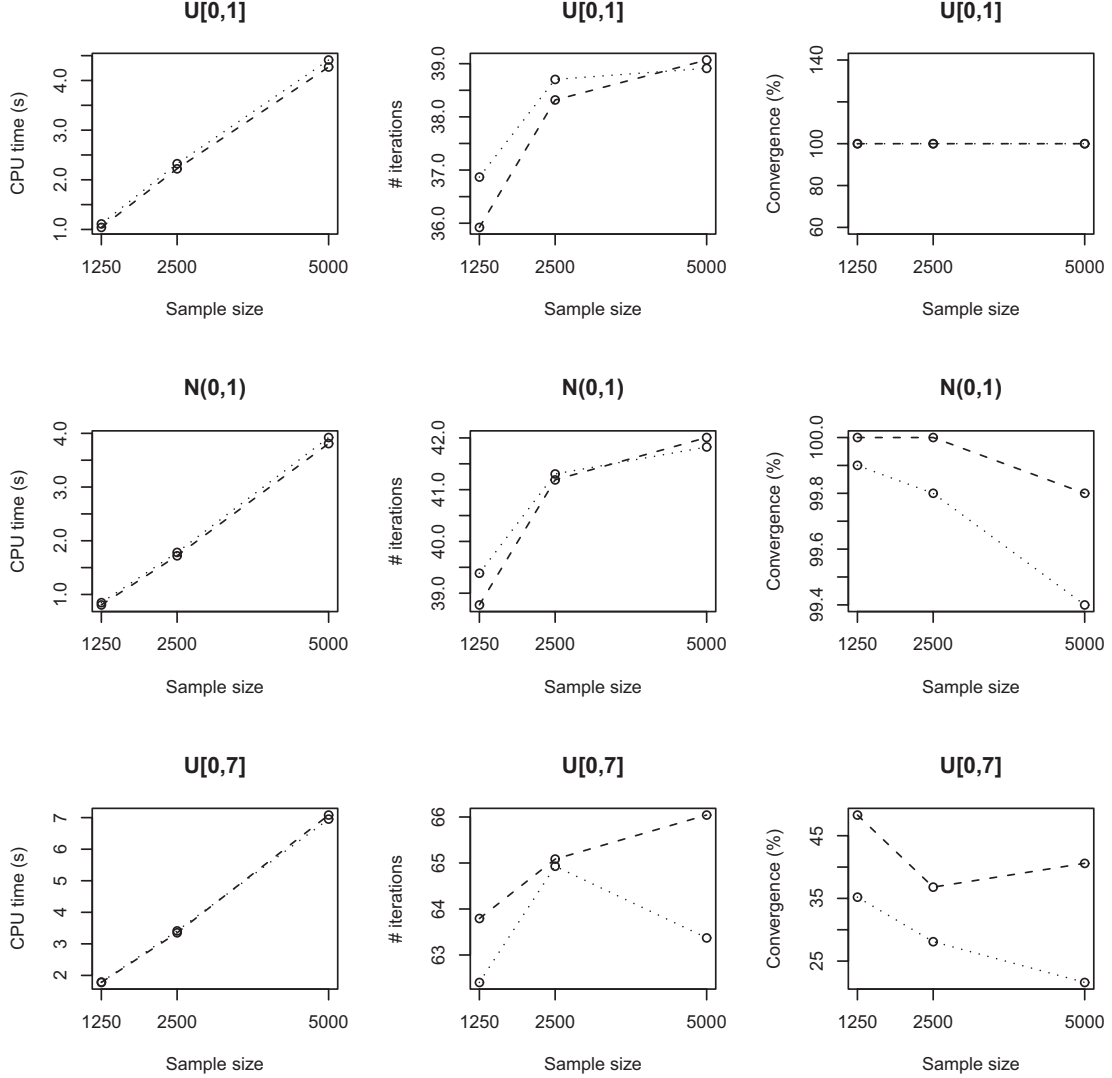 U[0,1]
U[0,1]
U[0,1]
CPU time (s)
1.0 2.0 3.0 4.0
1250 2500 5000
Sample size
# iterations
36.0 37.0 38.0 39.0
1250 2500 5000
Sample size
Convergence (%)
60 80 100 140
1250 2500 5000
Sample size
N(0,1)
N(0,1)
N(0,1)
CPU time (s)
1.0 2.0 3.0 4.0
1250 2500 5000
Sample size
# iterations
39.0 40.0 41.0 42.0
1250 2500 5000
Sample size
Convergence (%)
99.4 99.6 99.8 100.0
1250 2500 5000
Sample size
U[0,7]
U[0,7]
U[0,7]
CPU time (s)
2 3 4 5 6 7
1250 2500 5000
Sample size
# iterations
63 64 65 66
1250 2500 5000
Sample size
Convergence (%)
25 35 45
1250 2500 5000
Sample size